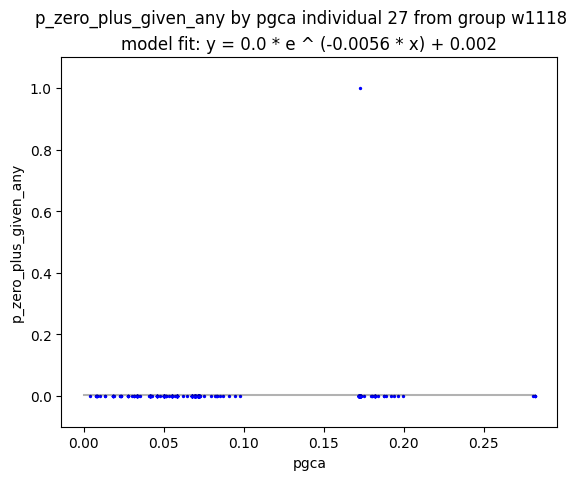 p_zero_plus_given_any by pgca individual 27 from group w1118
model fit: y = 0.0 * e ^ (-0.0056 * x) + 0.002
1.0
0.8
0.6
0.4
0.2
0.0
p_zero_plus_given_any
0.00 0.05 0.10 0.15 0.20 0.25
pgca